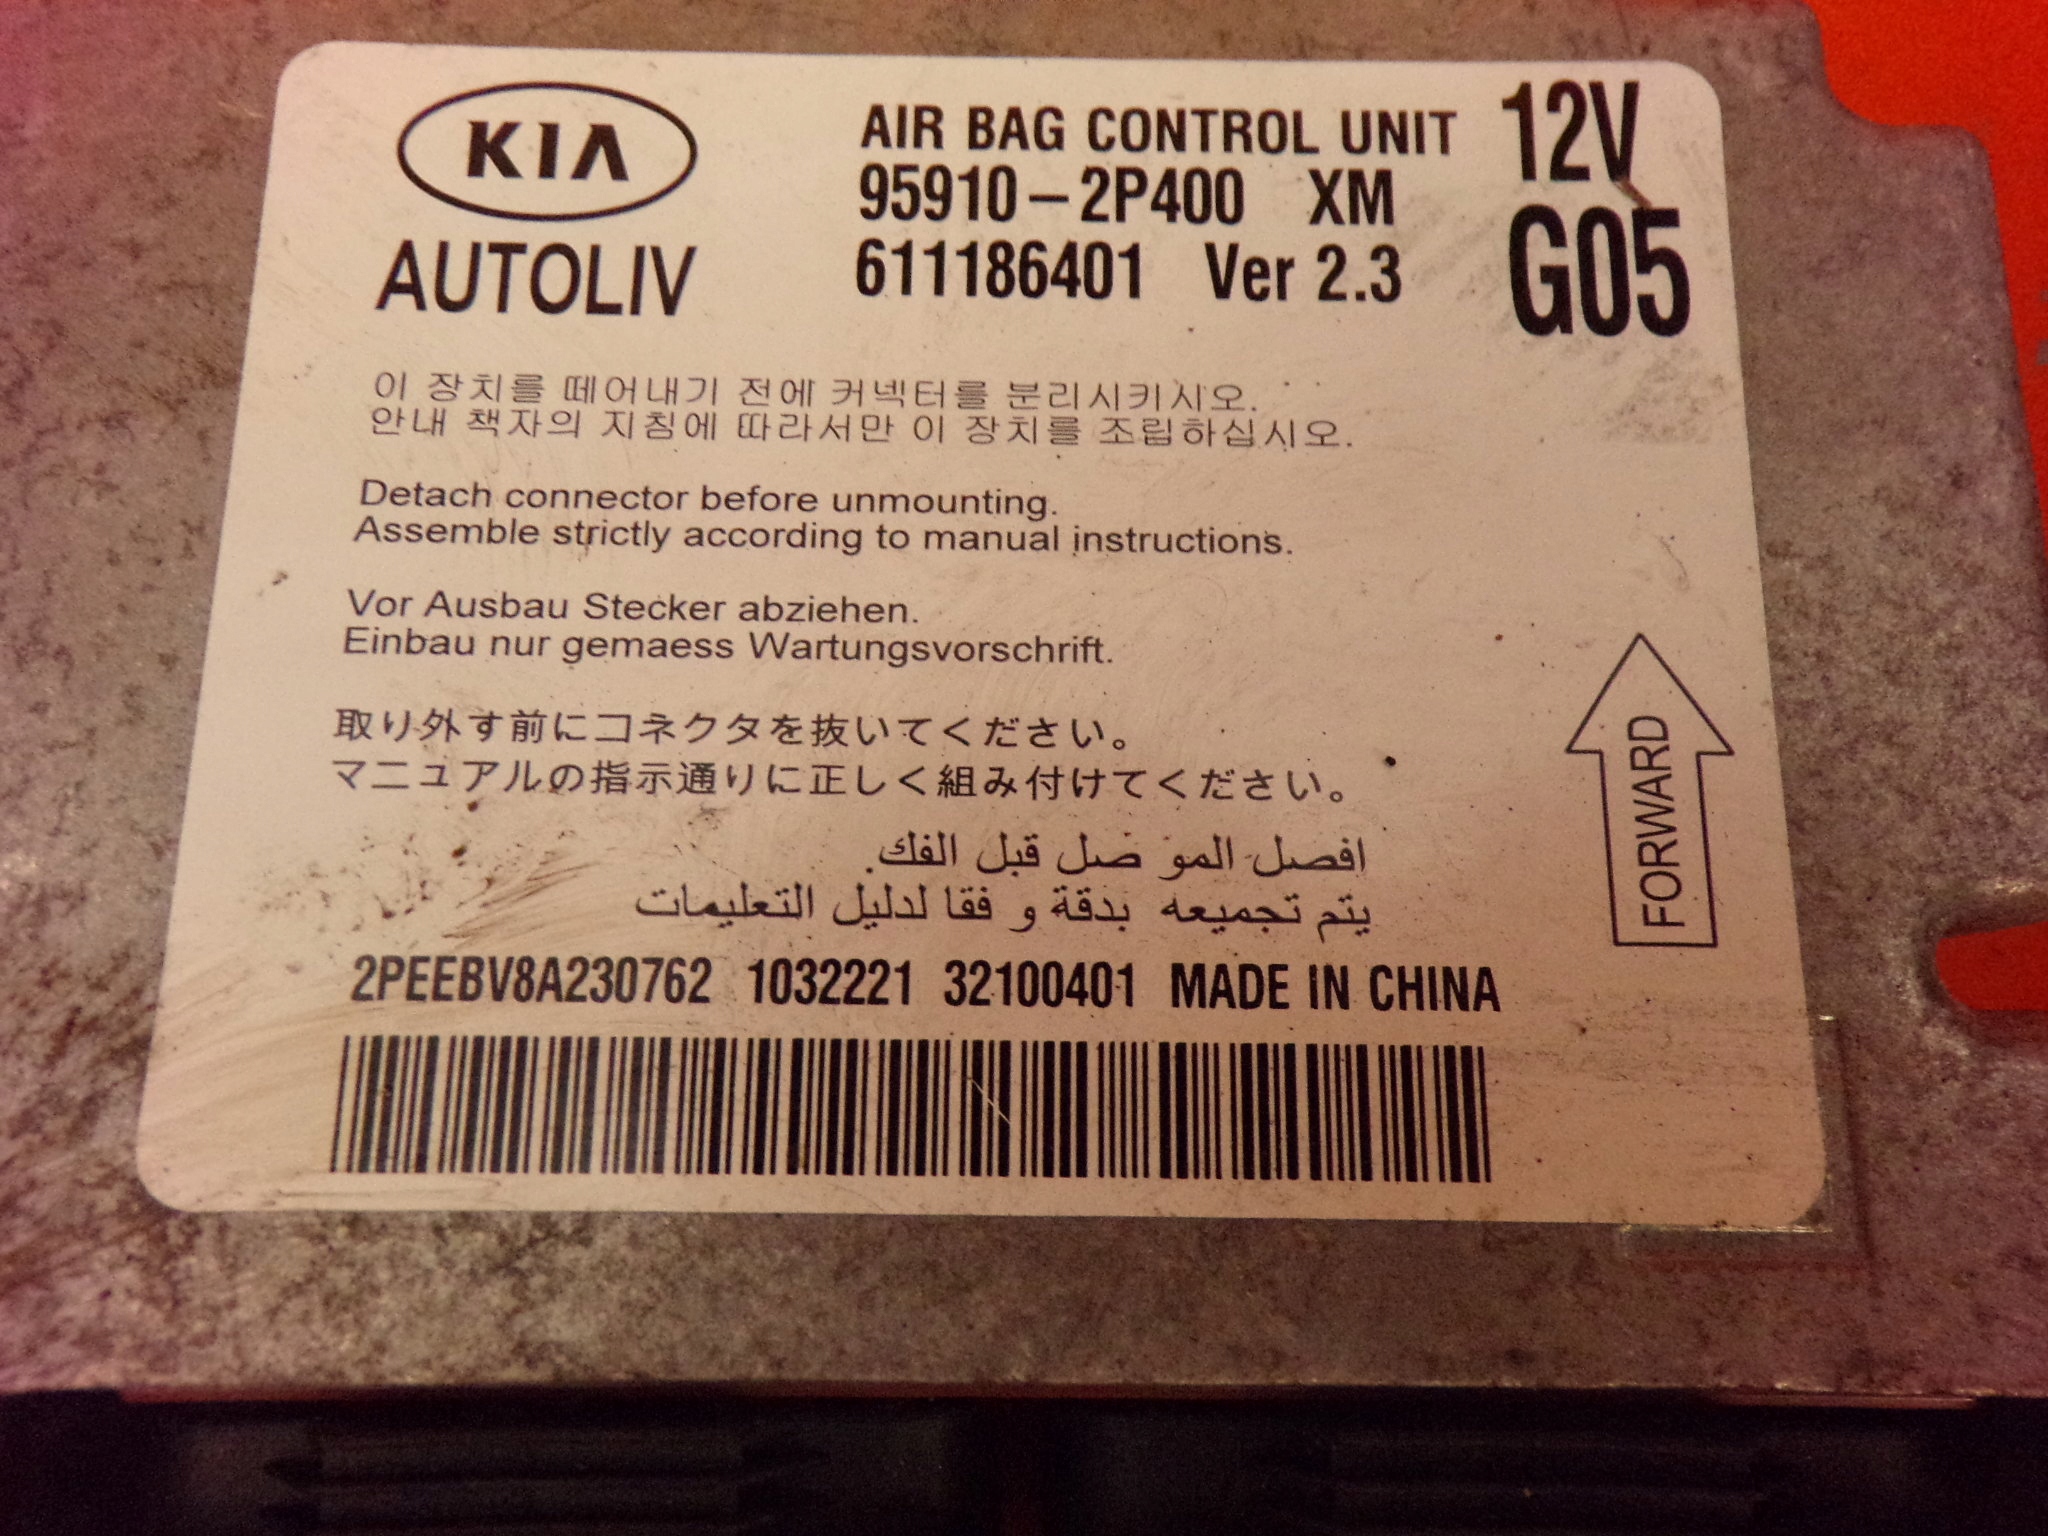 KIA
AUTOLIV
AIR BAG CONTROL UNIT
95910-2P400 XM
611186401 Ver 2.3
12V
G05
이 장치를 떼어내기 전에 커넥터를 분리시키시오.
안내 책자의 지침에 따라서만 이 장치를 조립하십시오.
Detach connector before unmounting.
Assemble strictly according to manual instructions.
Vor Ausbau Stecker abziehen.
Einbau nur gemaess Wartungsvorschrift.
取り外す前にコネクタを抜いてください。
マニュアルの指示通りに正しく組み付けてください。
افصل المو صل قبل الفك.
يتم تجميعه بدقة و فقا لدليل التعليمات
FORWARD
2PEEBV8A230762 1032221 32100401 MADE IN CHINA